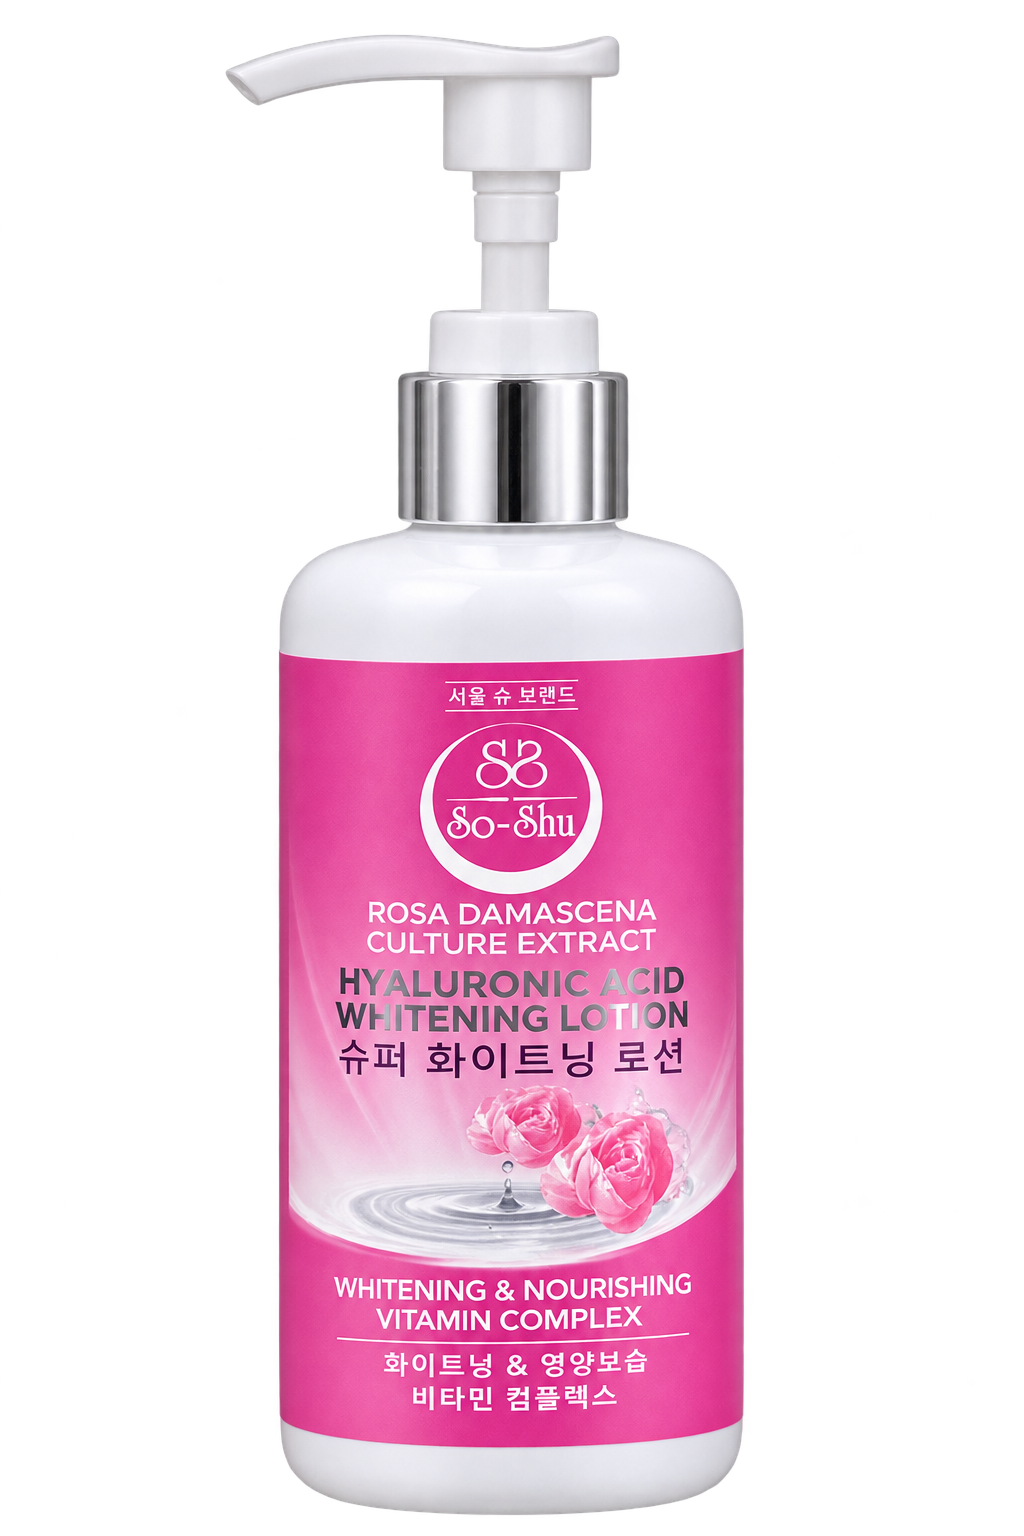 서울 슈 보랜드
So-Shu
ROSA DAMASCENA
CULTURE EXTRACT
HYALURONIC ACID
WHITENING LOTION
슈퍼 화이트닝 로션
WHITENING & NOURISHING
VITAMIN COMPLEX
화이트넝 & 영양보습
비타민 컴플렉스